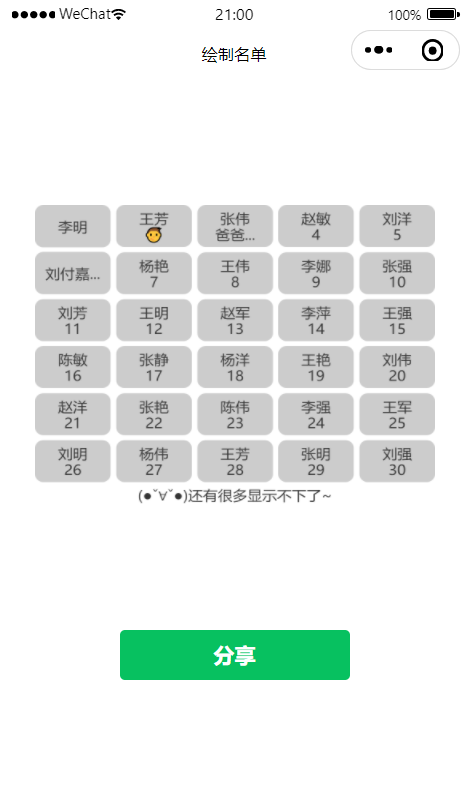 WeChat 21:00 100%
绘制名单
李明 王芳 张伟 赵敏 刘洋
爸爸... 4 5
刘付嘉... 杨艳 王伟 李娜 张强
7 8 9 10
刘芳 王明 赵军 李萍 王强
11 12 13 14 15
陈敏 张静 杨洋 王艳 刘伟
16 17 18 19 20
赵洋 张艳 陈伟 李强 王军
21 22 23 24 25
刘明 杨伟 王芳 张明 刘强
26 27 28 29 30
(●ˇ∀ˇ●)还有很多显示不下了~
分享